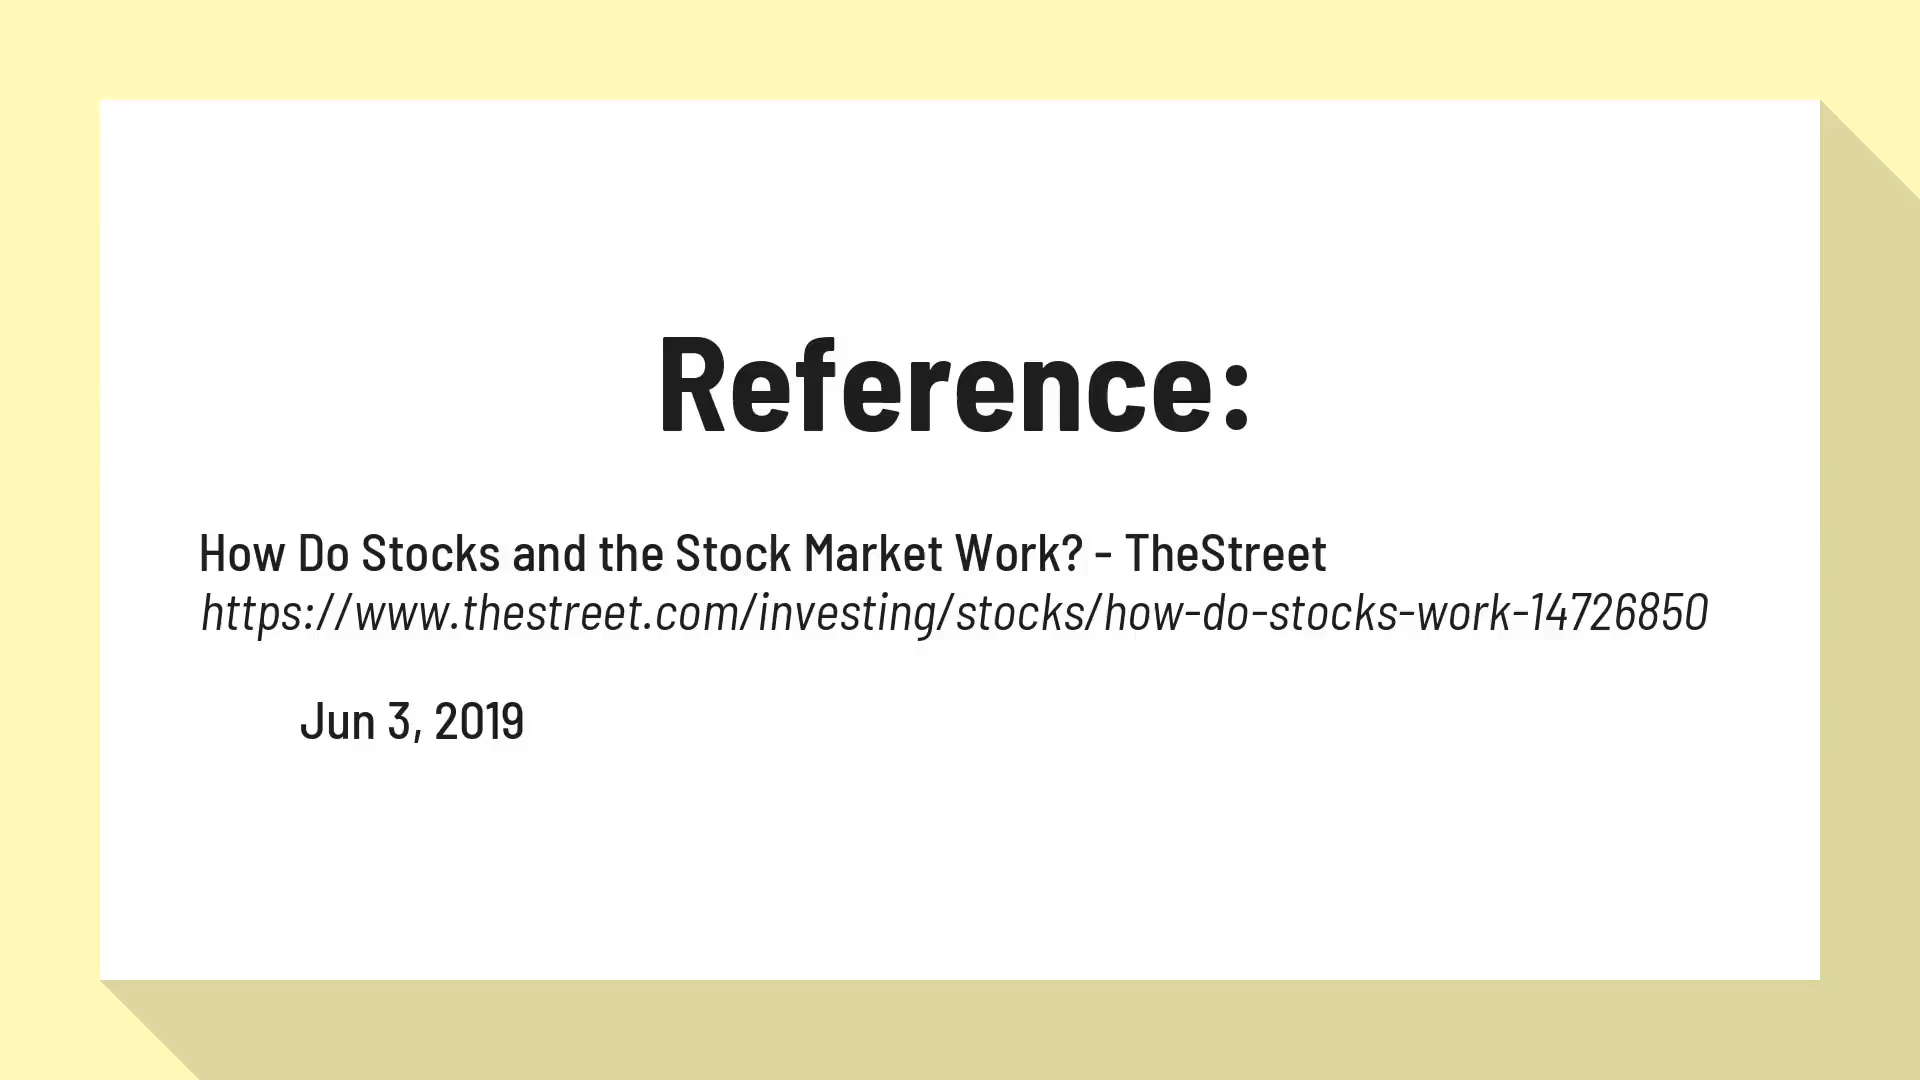 Reference:
How Do Stocks and the Stock Market Work? - TheStreet
https://www.thestreet.com/investing/stocks/how-do-stocks-work-14726850
Jun 3, 2019